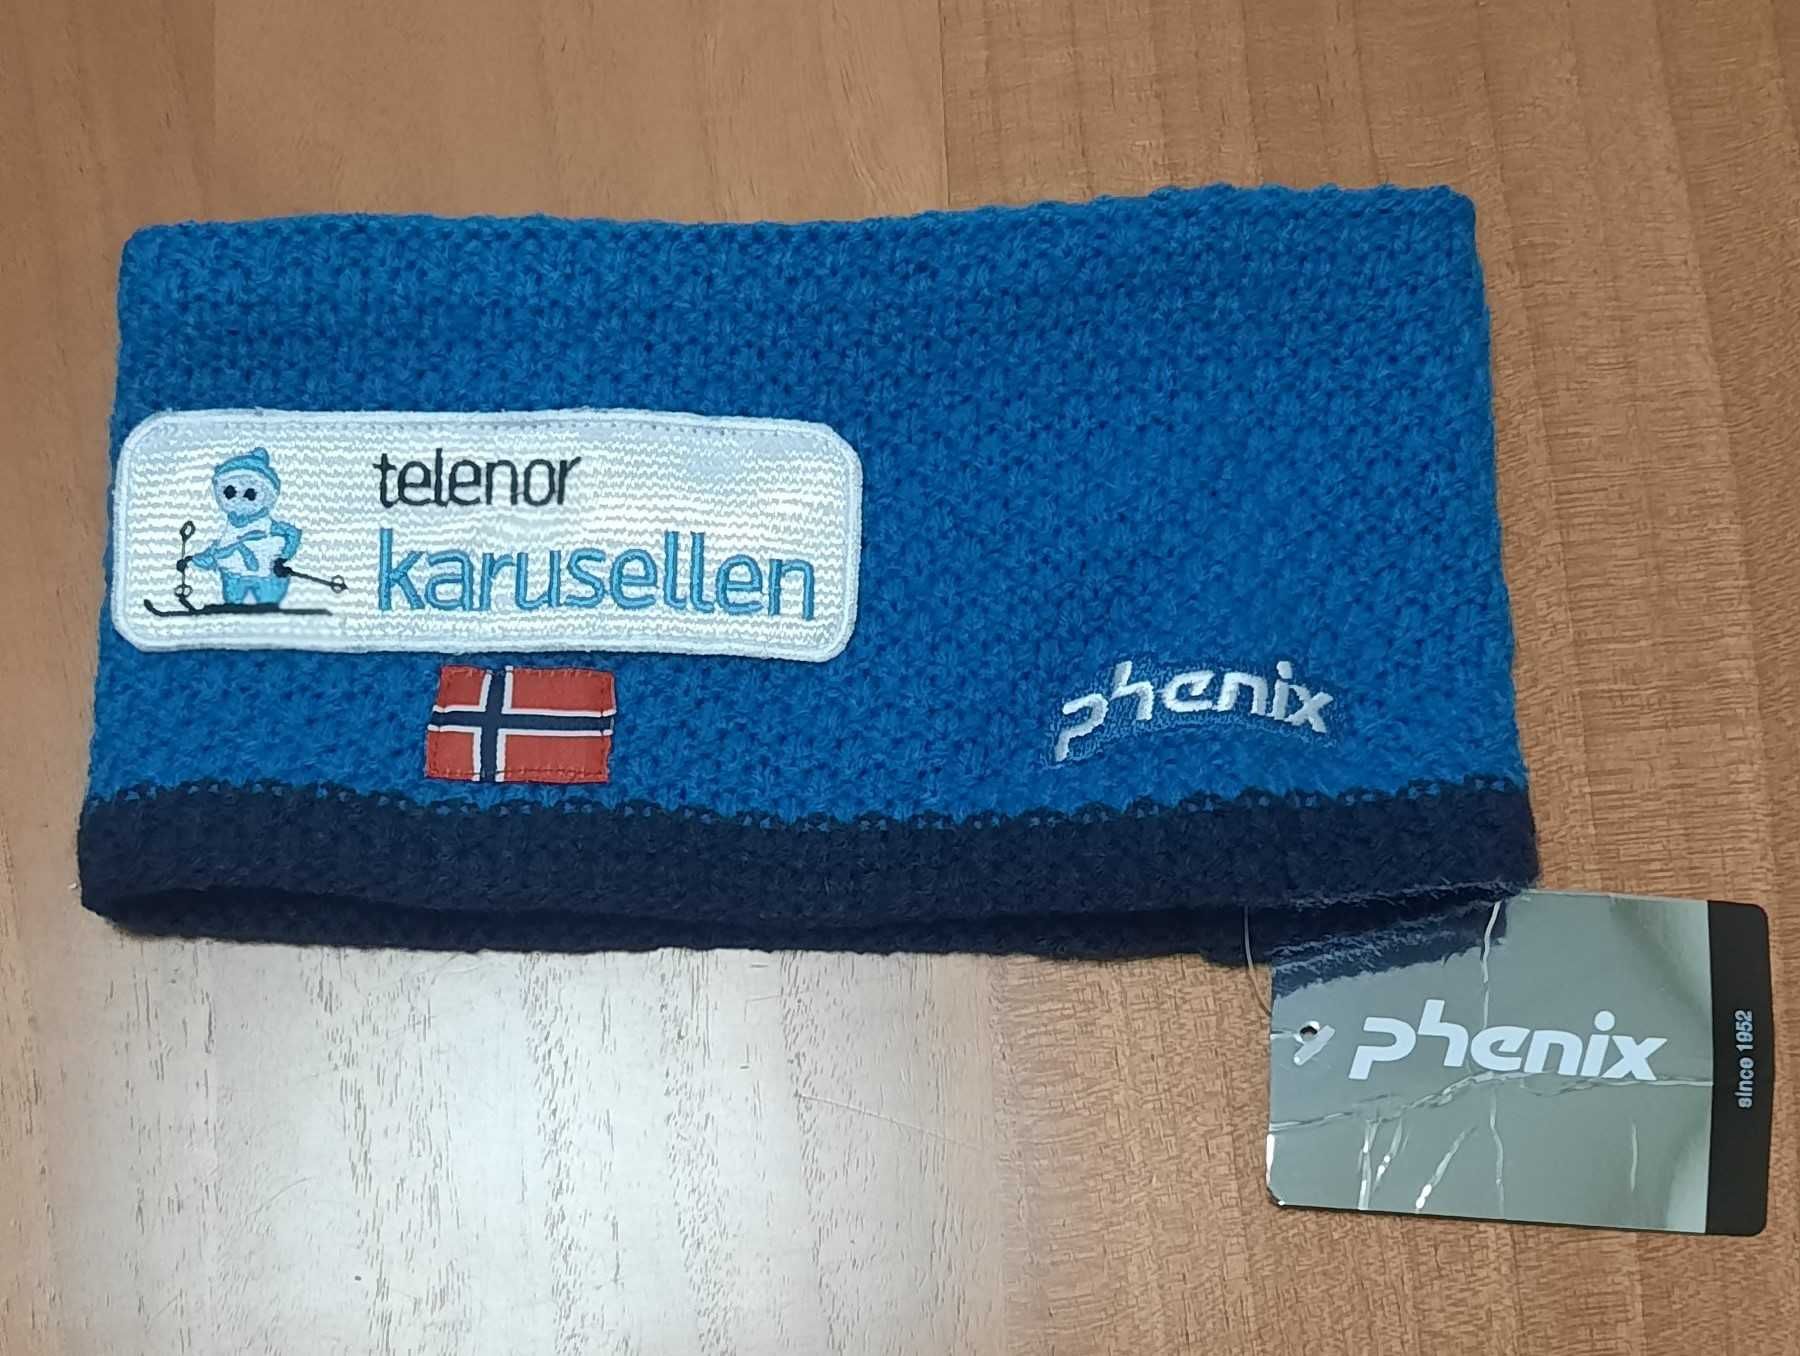 telenor
karusellen
phenix
phenix
since 1952